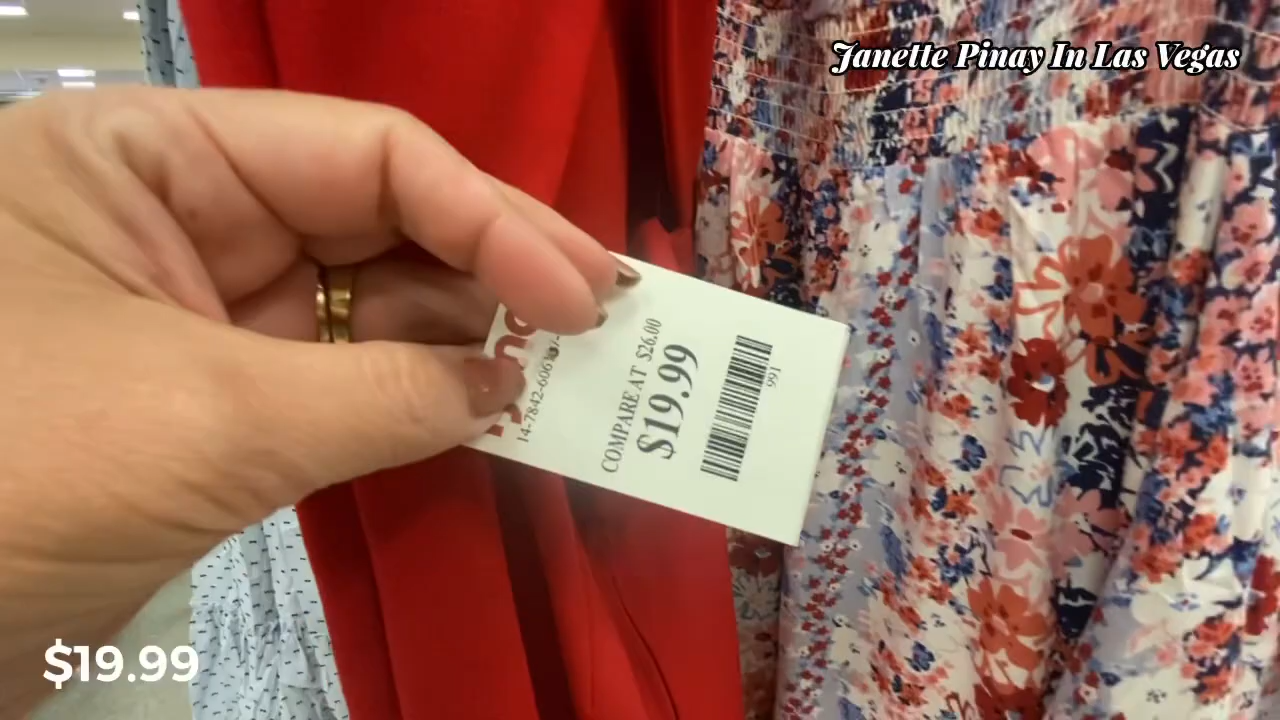 Janette Pinay In Las Vegas
COMPARE AT $26.00
$19.99
991
$19.99